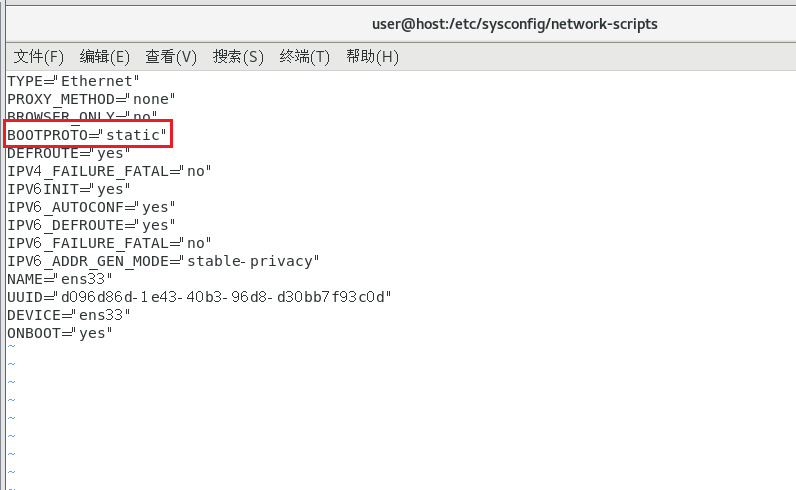 user@host:/etc/sysconfig/network-scripts
文件(F) 编辑(E) 查看(V) 搜索(S) 终端(T) 帮助(H)
TYPE="Ethernet"
PROXY_METHOD="none"
BROWSER_ONLY="no"
BOOTPROTO="static"
DEFROUTE="yes"
IPV4_FAILURE_FATAL="no"
IPV6INIT="yes"
IPV6_AUTOCONF="yes"
IPV6_DEFROUTE="yes"
IPV6_FAILURE_FATAL="no"
IPV6_ADDR_GEN_MODE="stable-privacy"
NAME="ens33"
UUID="d096d86d-1e43-40b3-96d8-d30bb7f93c0d"
DEVICE="ens33"
ONBOOT="yes"
~
~
~
~
~
~
~
~